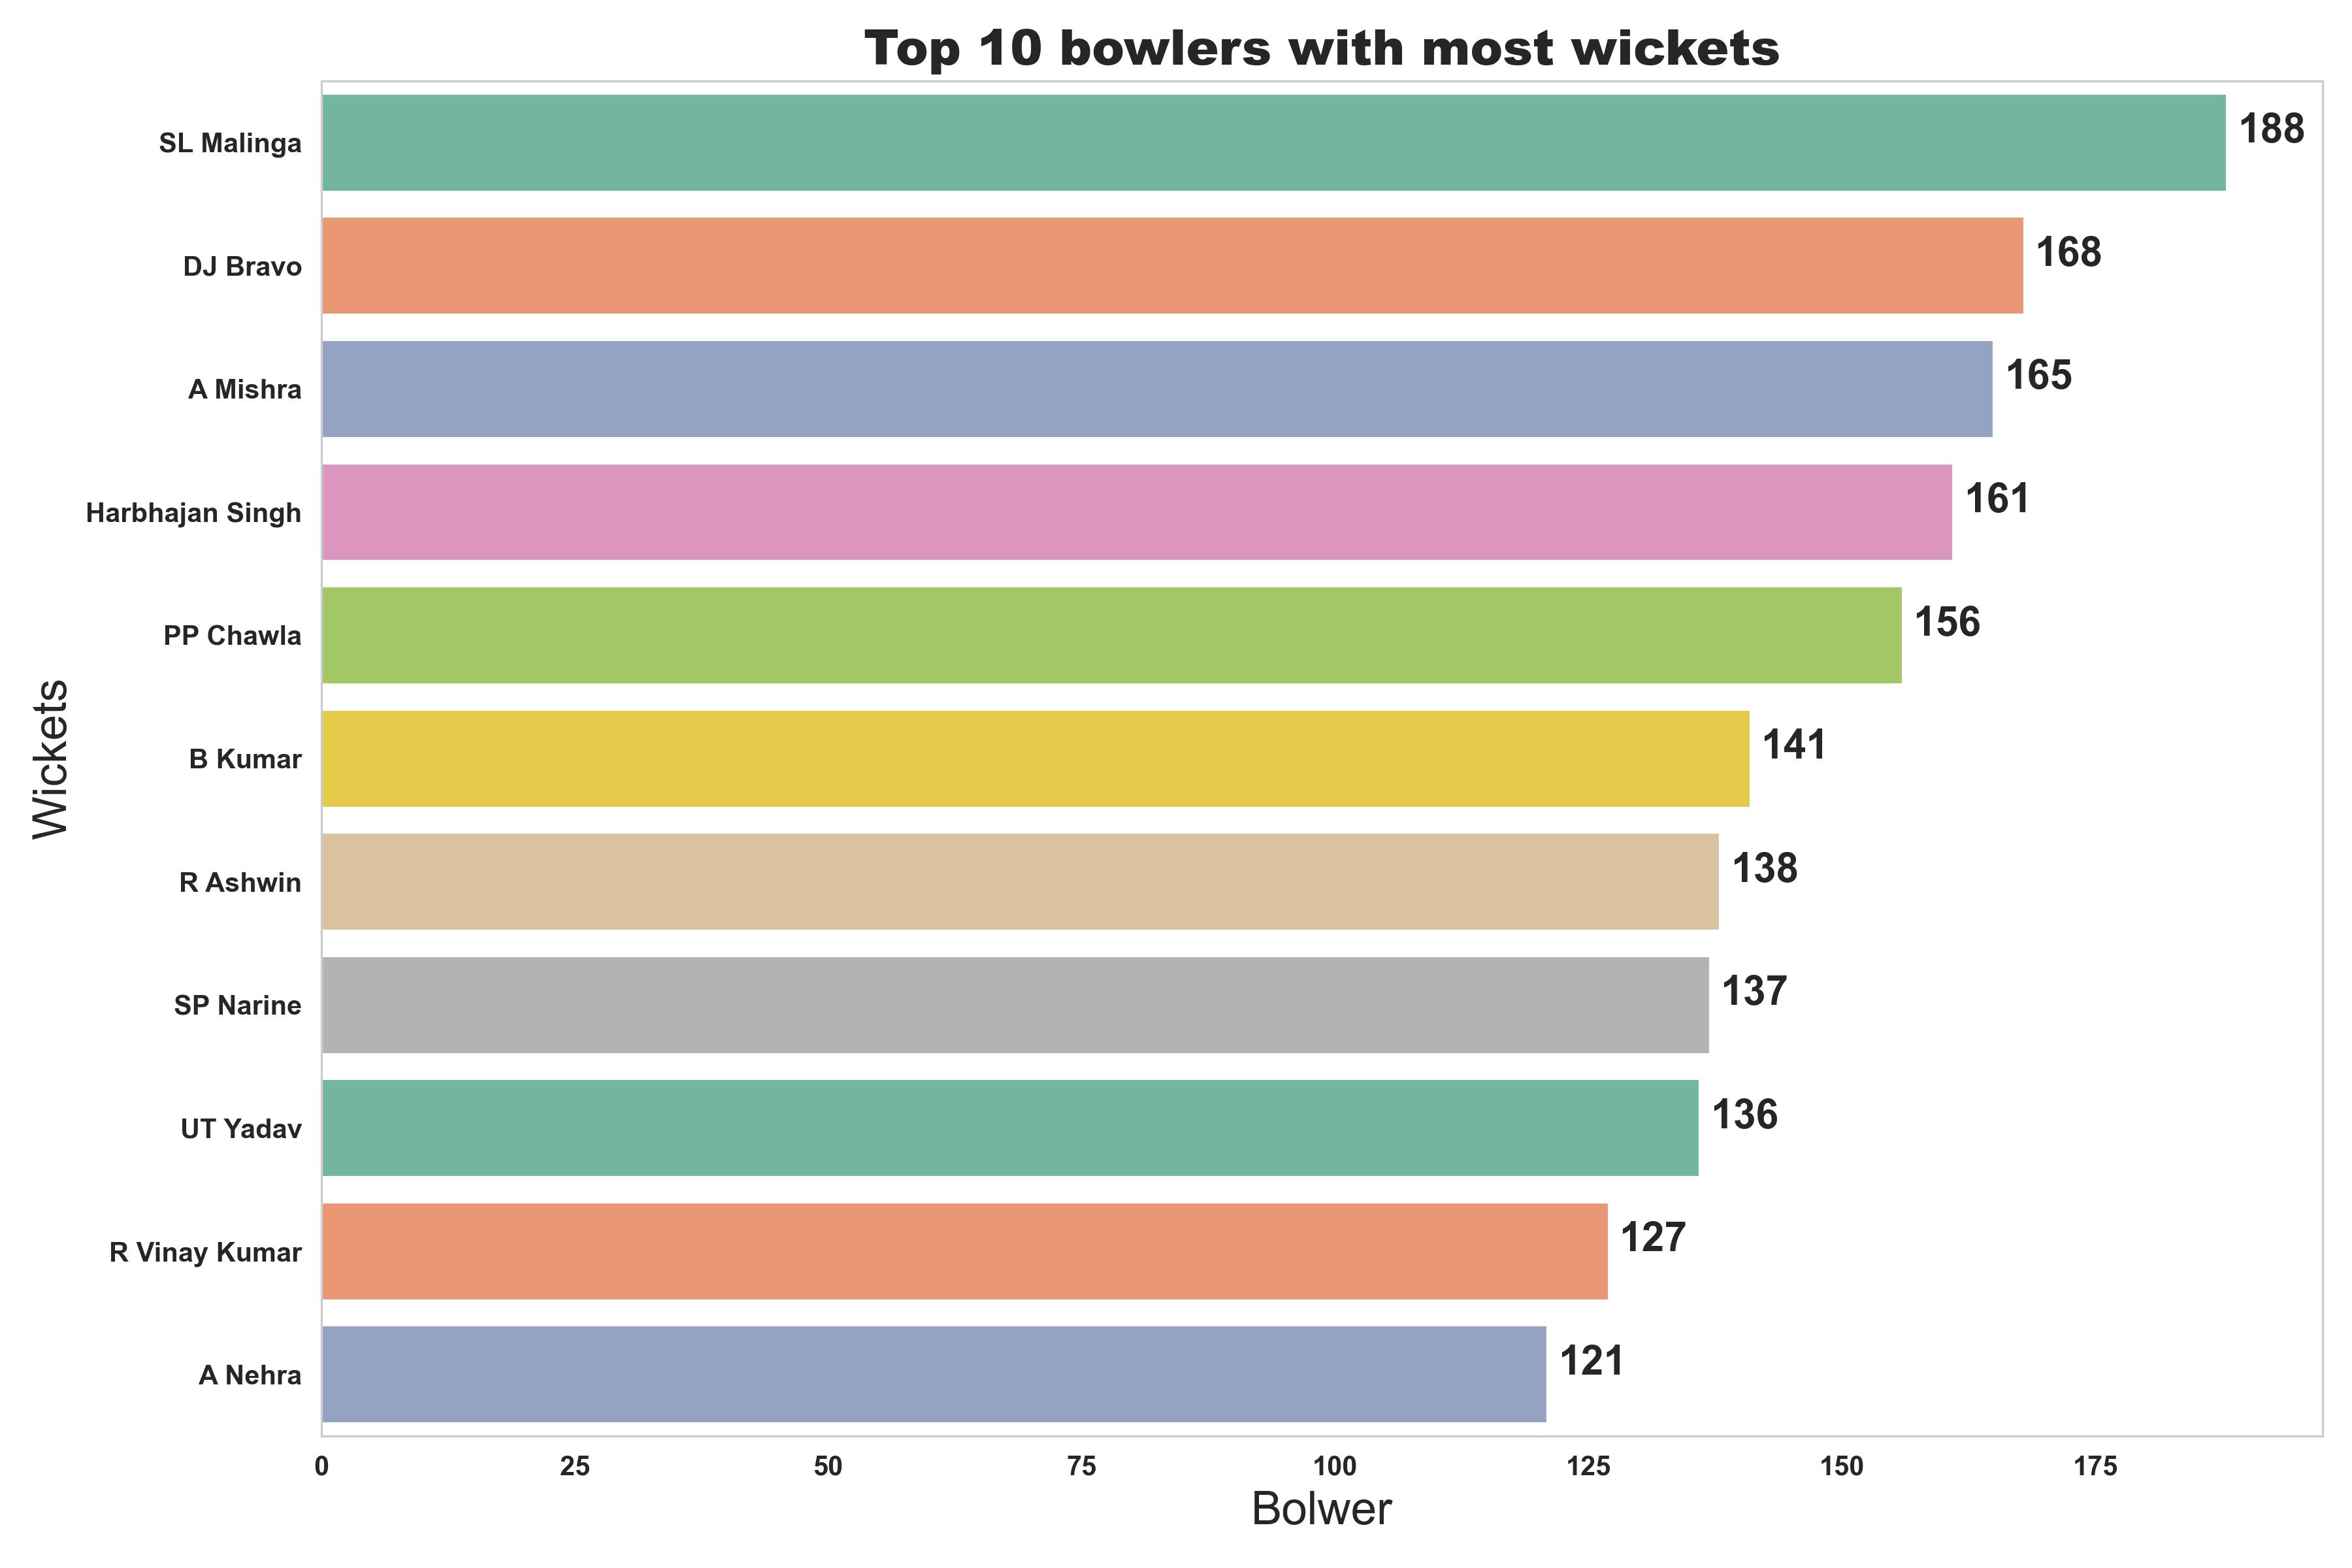 Top 10 bowlers with most wickets
SL Malinga 188
DJ Bravo 168
A Mishra 165
Harbhajan Singh 161
PP Chawla 156
B Kumar 141
R Ashwin 138
SP Narine 137
UT Yadav 136
R Vinay Kumar 127
A Nehra 121
Wickets
0 25 50 75 100 125 150 175
Bolwer